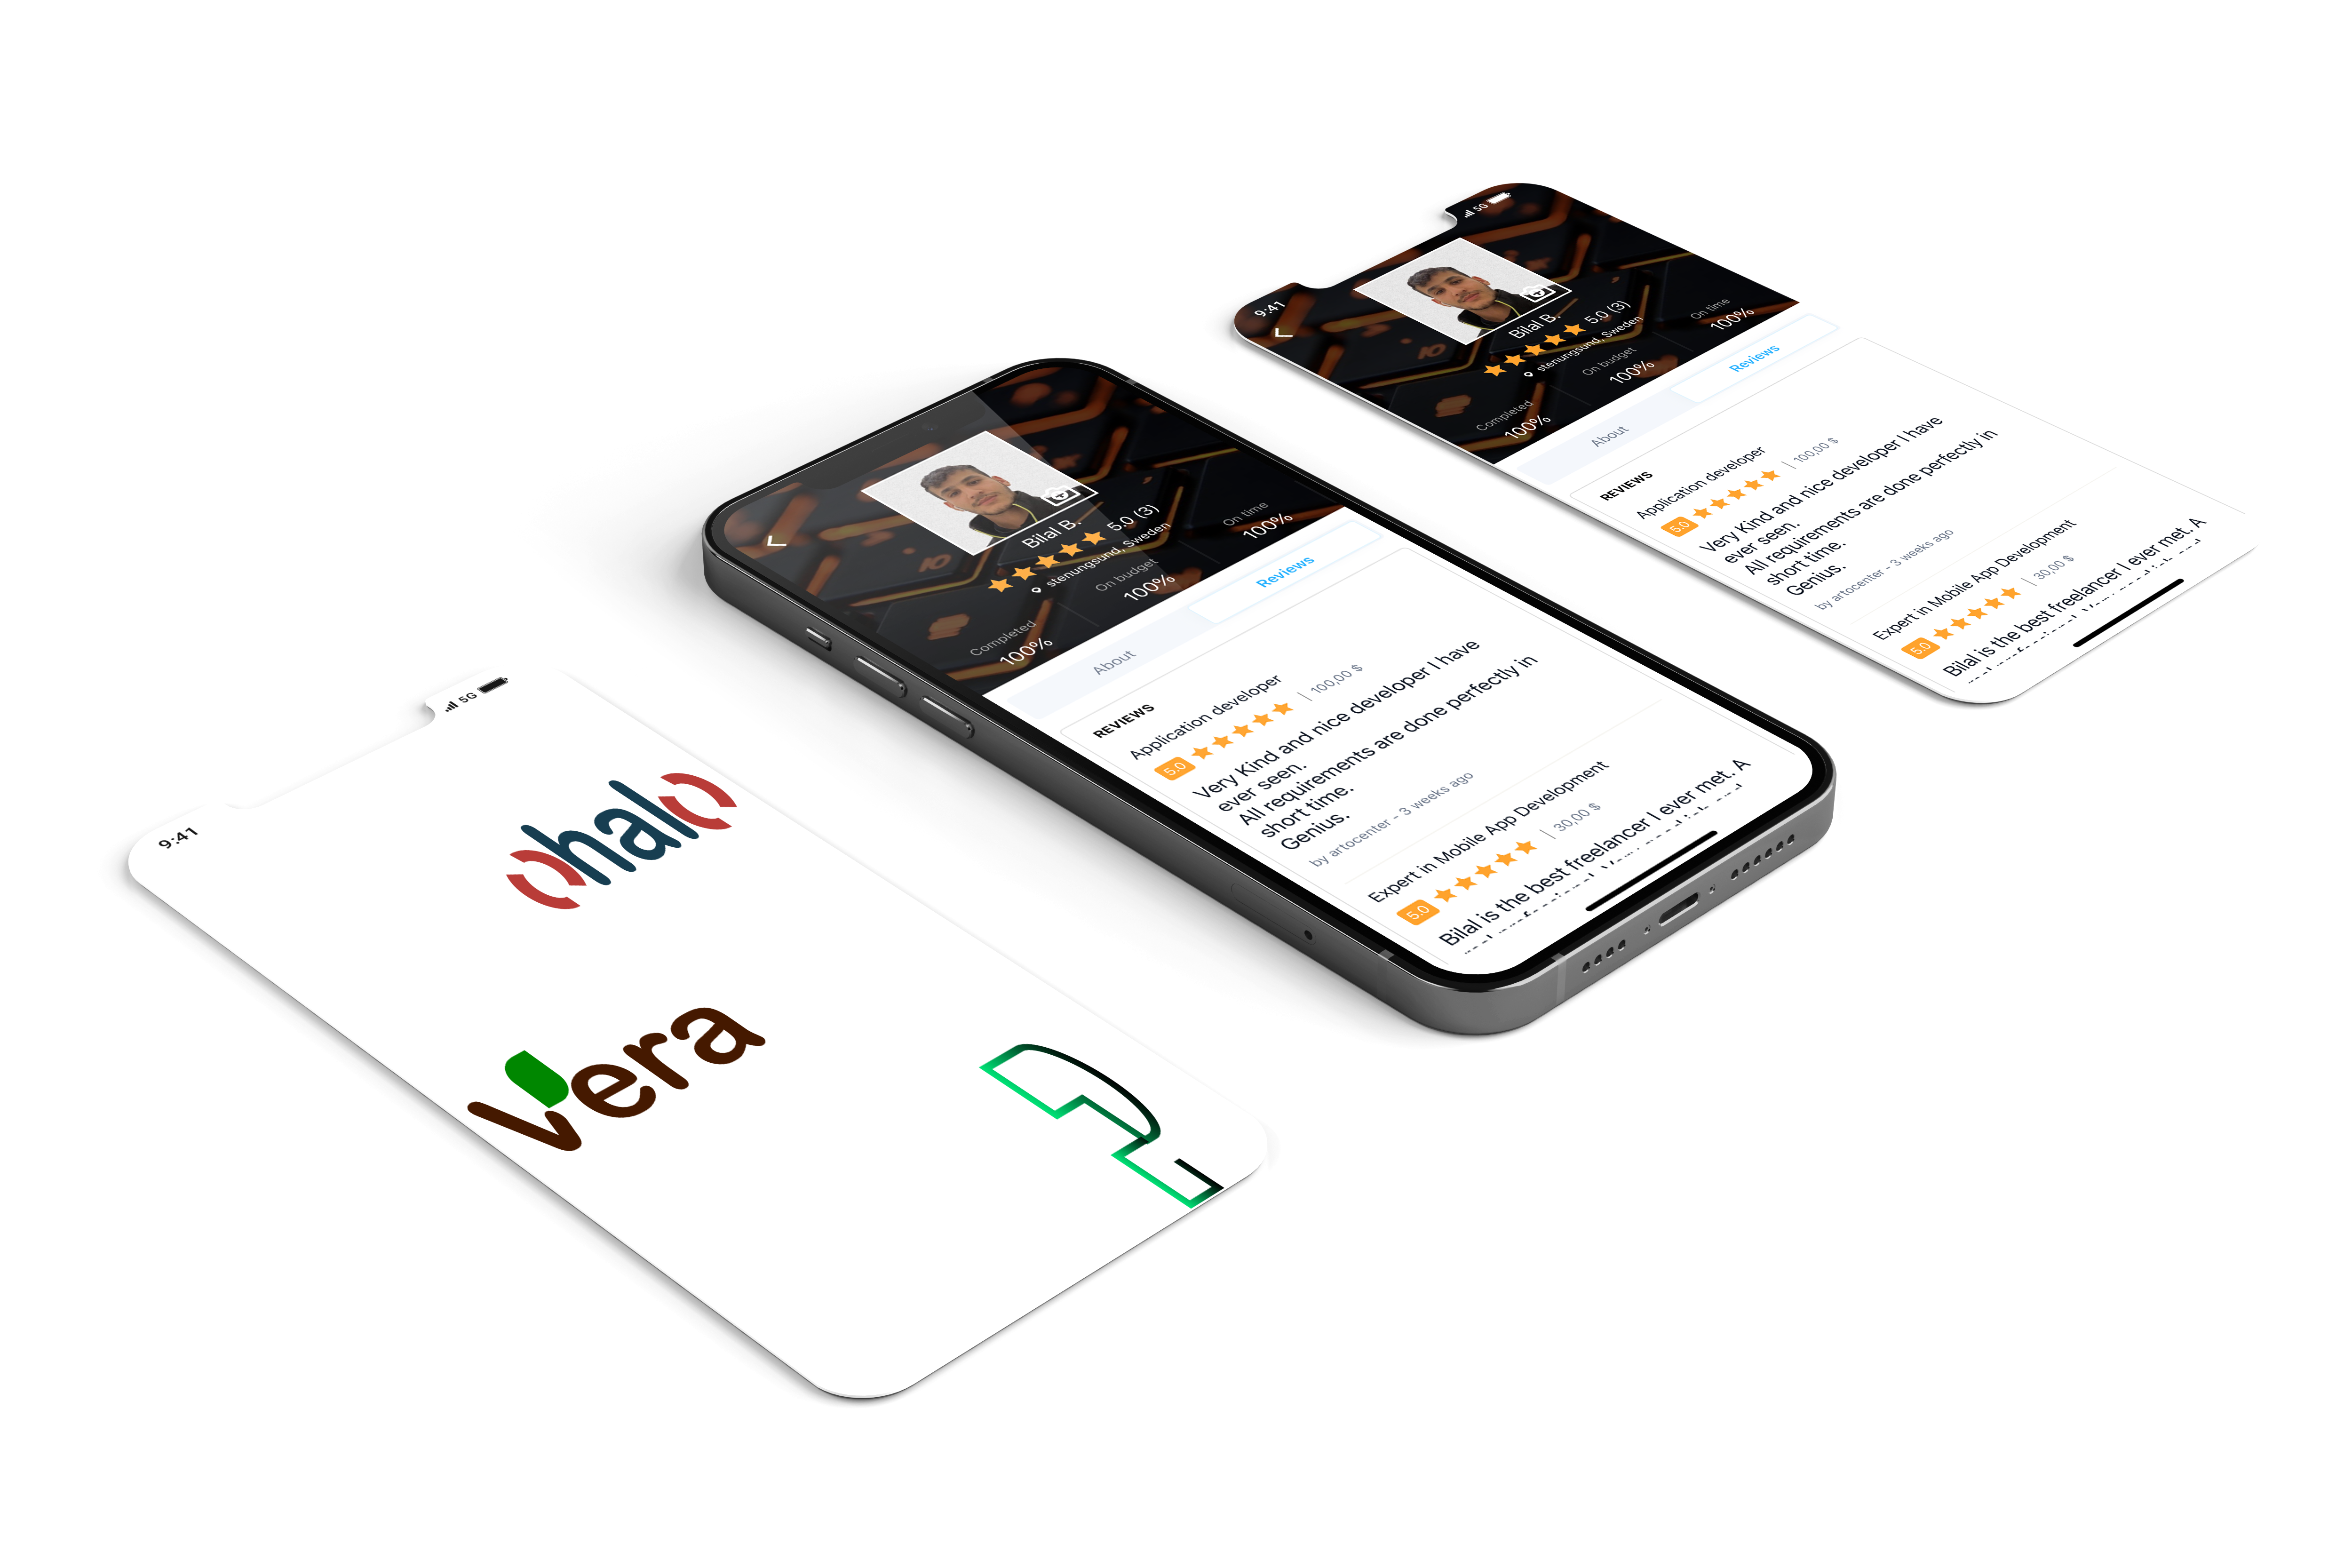 9:41
5G
ohalo
Vera
Bilal B.
5.0 (3)
stenungsund, Sweden
Completed
100%
On budget
100%
On time
100%
About
Reviews
REVIEWS
Application developer
5.0 | 100,00 $
Very Kind and nice developer I have
ever seen.
All requirements are done perfectly in
short time.
Genius.
by artocenter - 3 weeks ago
Expert in Mobile App Development
5.0 | 30,00 $
Bilal is the best freelancer I ever met. A
9:41
5G
Bilal B.
5.0 (3)
stenungsund, Sweden
Completed
100%
On budget
100%
On time
100%
About
Reviews
REVIEWS
Application developer
5.0 | 100,00 $
Very Kind and nice developer I have
ever seen.
All requirements are done perfectly in
short time.
Genius.
by artocenter - 3 weeks ago
Expert in Mobile App Development
5.0 | 30,00 $
Bilal is the best freelancer I ever met. A